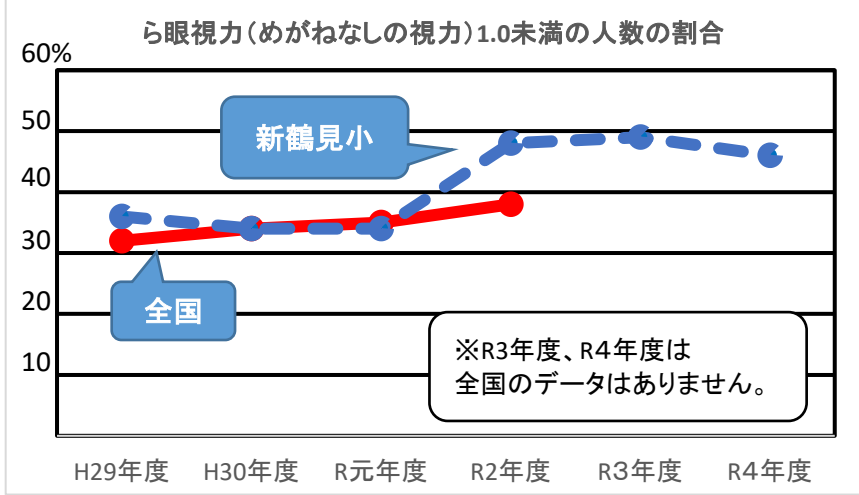 ら眼視力(めがねなしの視力)1.0未満の人数の割合
60%
50
40
30
20
10
新鶴見小
全国
※R3年度、R4年度は
全国のデータはありません。
H29年度 H30年度 R元年度 R2年度 R3年度 R4年度